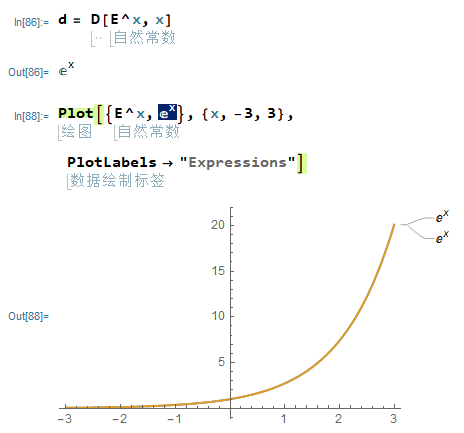 In[86]:= d = D[E^x, x]
⌊·· ⌊自然常数
Out[86]= ⅇ^x
In[88]:= Plot[{E^x, ⅇ^x}, {x, -3, 3},
⌊绘图 ⌊自然常数
PlotLabels → "Expressions"]
⌊数据绘制标签
ⅇ^x
20
ⅇ^x
15
Out[88]=
10
5
-3 -2 -1 1 2 3